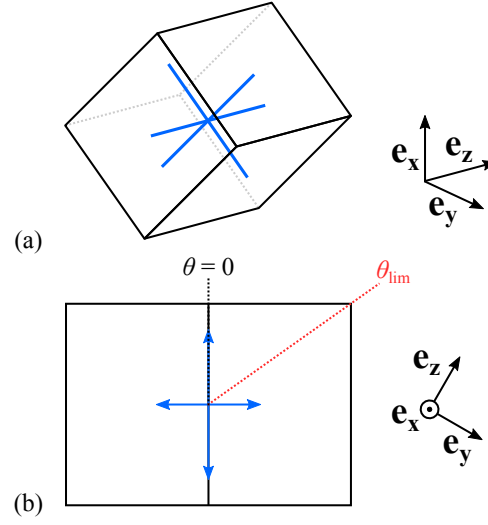 e_x
e_z
e_y
(a)
θ = 0
θ_lim
e_z
e_x
e_y
(b)